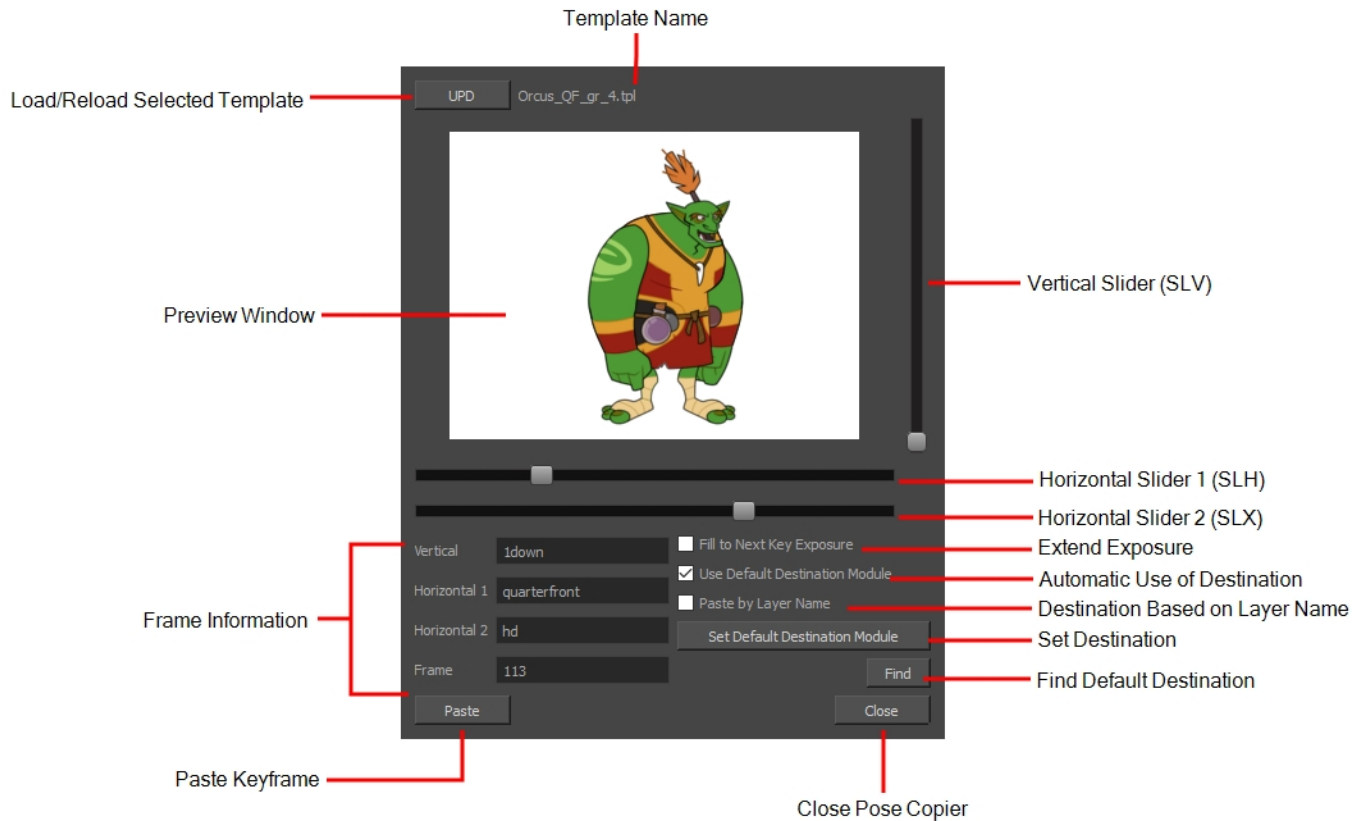 Template Name
Load/Reload Selected Template
UPD
Orcus_QF_gr_4.tpl
Preview Window
Vertical Slider (SLV)
Horizontal Slider 1 (SLH)
Horizontal Slider 2 (SLX)
Frame Information
Vertical
1down
Fill to Next Key Exposure
Extend Exposure
Use Default Destination Module
Automatic Use of Destination
Horizontal 1
quarterfront
Paste by Layer Name
Destination Based on Layer Name
Horizontal 2
hd
Set Default Destination Module
Set Destination
Frame
113
Find
Find Default Destination
Paste
Close
Paste Keyframe
Close Pose Copier